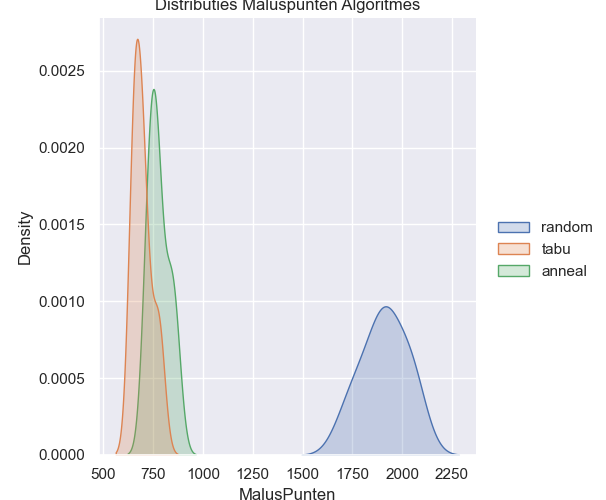 Distributies Maluspunten Algoritmes
0.0025
0.0020
0.0015
0.0010
0.0005
0.0000
Density
500 750 1000 1250 1500 1750 2000 2250
MalusPunten
random
tabu
anneal